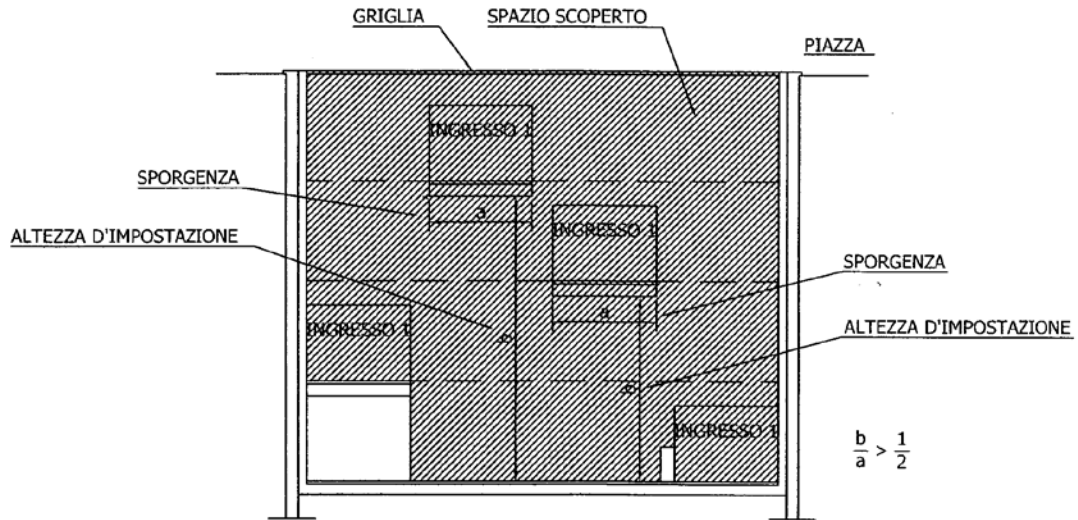 GRIGLIA
SPAZIO SCOPERTO
PIAZZA
INGRESSO 1
SPORGENZA
a
ALTEZZA D'IMPOSTAZIONE
INGRESSO 1
SPORGENZA
a
INGRESSO 1
b
ALTEZZA D'IMPOSTAZIONE
b
INGRESSO 1
b/a > 1/2